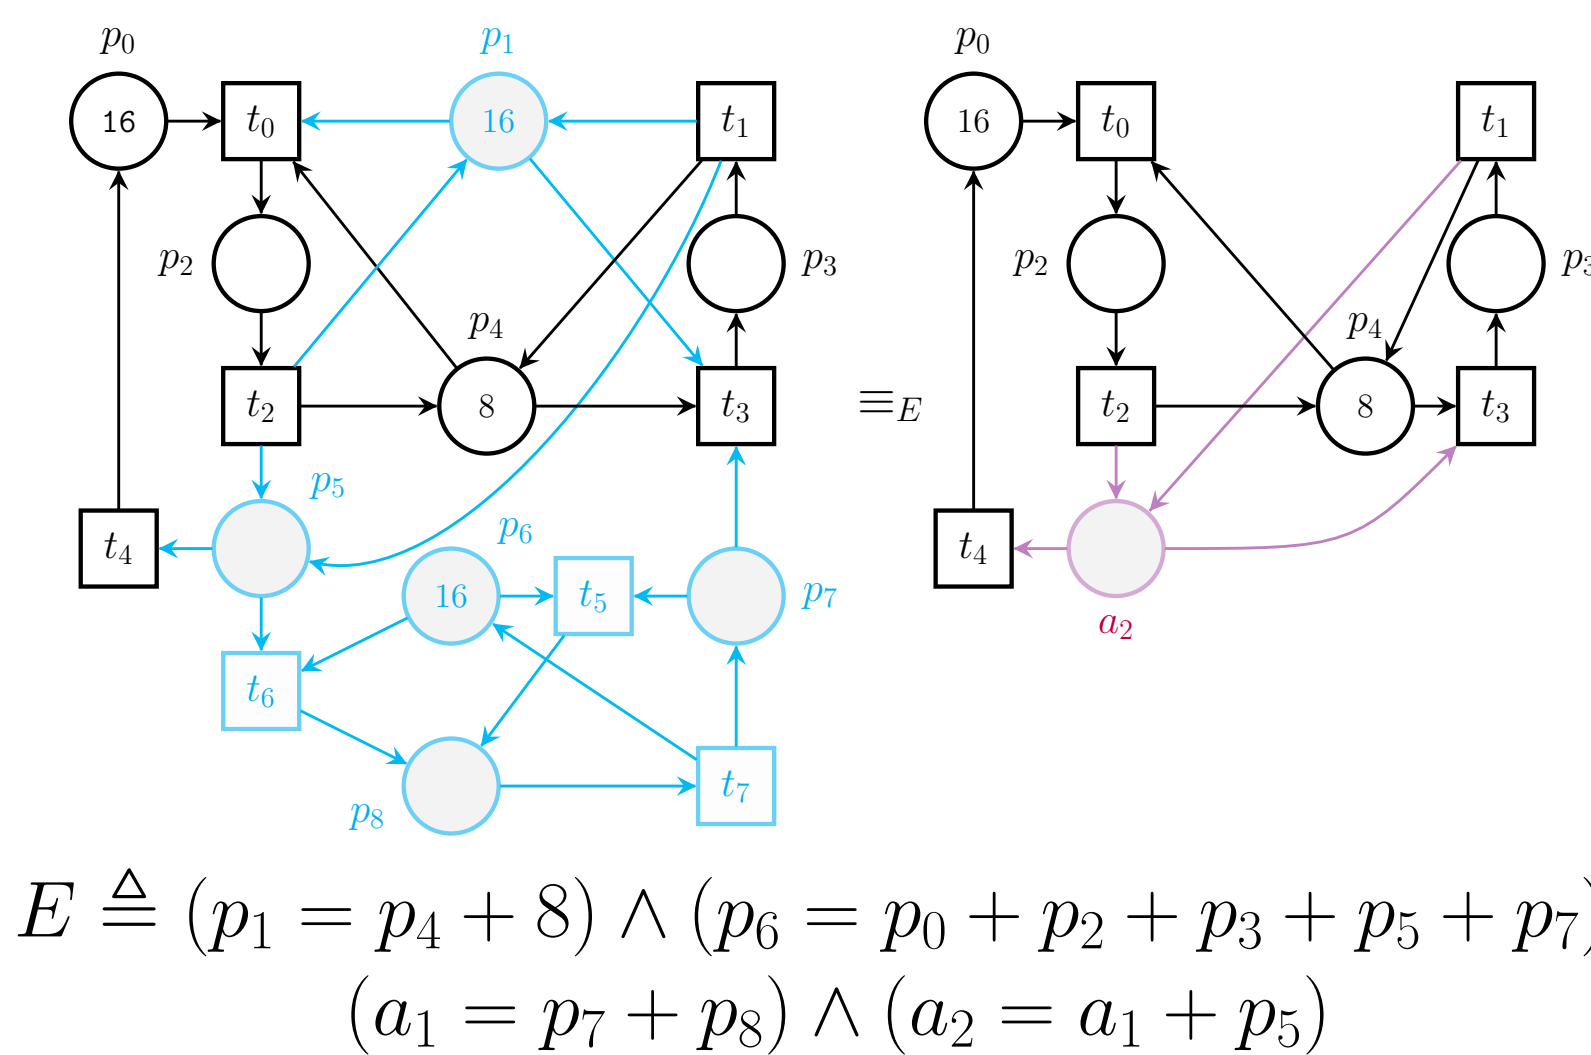 p0 p1 p0
16 t0 16 t1 16 t0 t1
p2 p3 p2 p3
p4 p4
t2 8 t3 ≡E t2 8 t3
p5
p6
t4 t4
16 t5 p7
a2
t6
t7
p8
E ≜ (p1 = p4 + 8) ∧ (p6 = p0 + p2 + p3 + p5 + p7)
(a1 = p7 + p8) ∧ (a2 = a1 + p5)